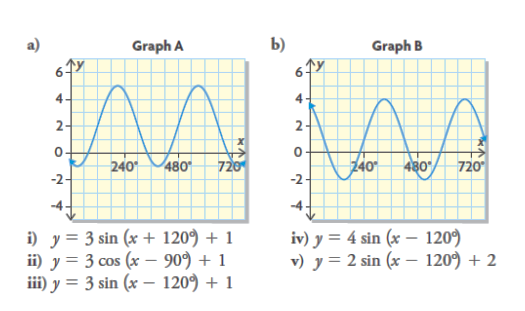 a) Graph A b) Graph B
y y
6 6
4 4
2 2
x x
0 0
240° 480° 720° 240° 480° 720°
-2 -2
-4 -4
i) y = 3 sin (x + 120°) + 1 iv) y = 4 sin (x − 120°)
ii) y = 3 cos (x − 90°) + 1 v) y = 2 sin (x − 120°) + 2
iii) y = 3 sin (x − 120°) + 1